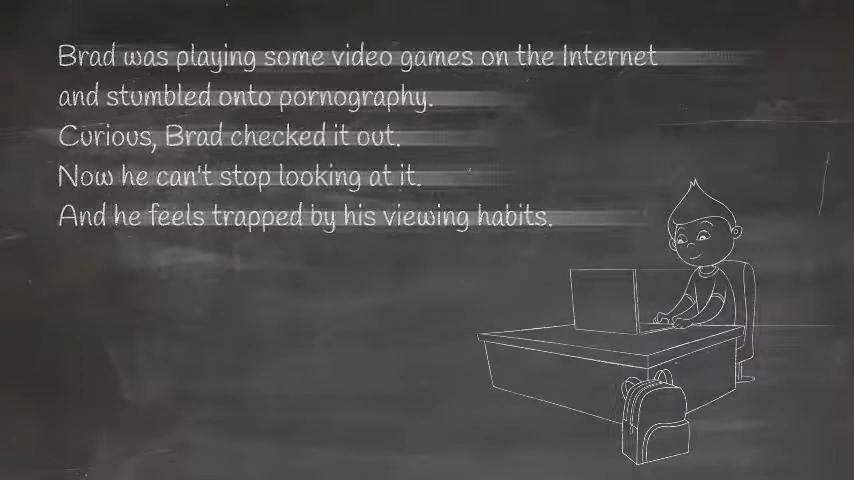 Brad was playing some video games on the Internet
and stumbled onto pornography.
Curious, Brad checked it out.
Now he can't stop looking at it.
And he feels trapped by his viewing habits.